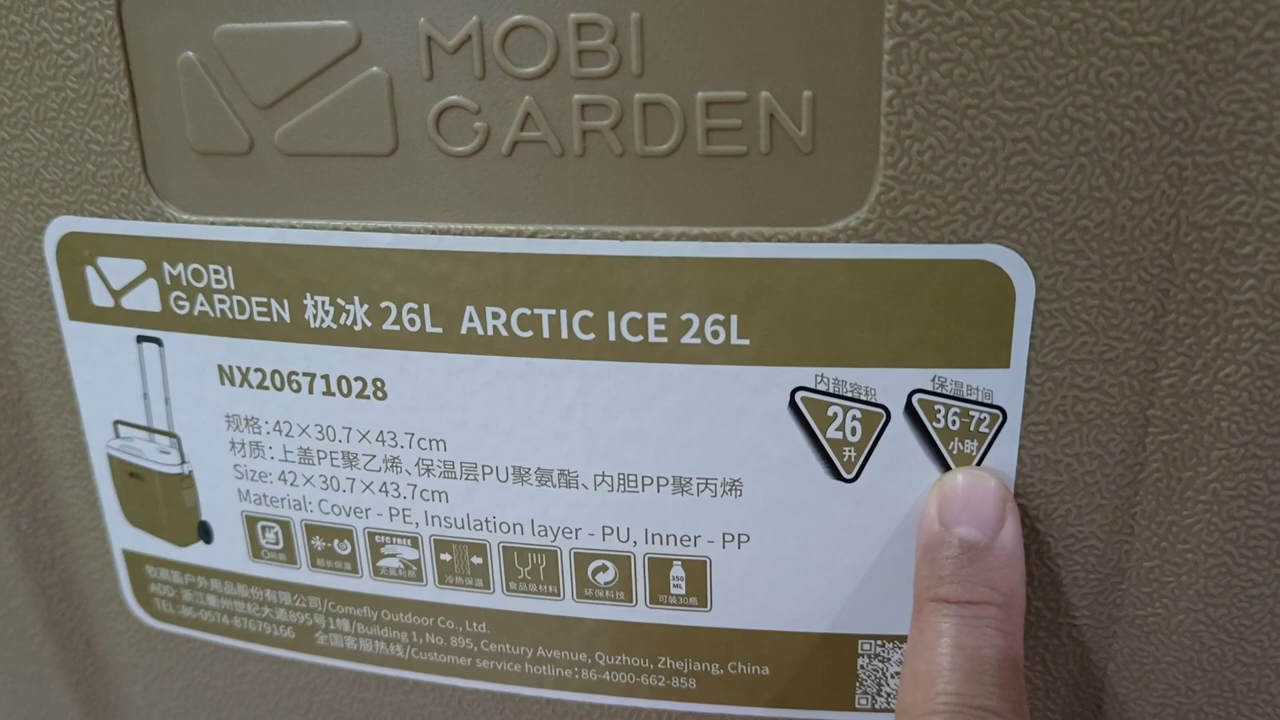 MOBI
GARDEN
MOBI
GARDEN
极冰 26L ARCTIC ICE 26L
NX20671028
规格:42×30.7×43.7cm
材质:上盖PE聚乙烯、保温层PU聚氨酯、内胆PP聚丙烯
Size: 42×30.7×43.7cm
Material: Cover - PE, Insulation layer - PU, Inner - PP
内部容积
26
升
保温时间
36-72
小时
超长保温
CFC FREE
无氟利昂
冷热保温
食品级材料
环保科技
350
ML
可装30瓶
牧高笛户外用品股份有限公司/Comefly Outdoor Co., Ltd.
ADD: 浙江衢州世纪大道895号1幢/Building 1, No. 895, Century Avenue, Quzhou, Zhejiang, China
TEL:86-0574-87679166 全国客服热线/Customer service hotline:86-4000-662-858